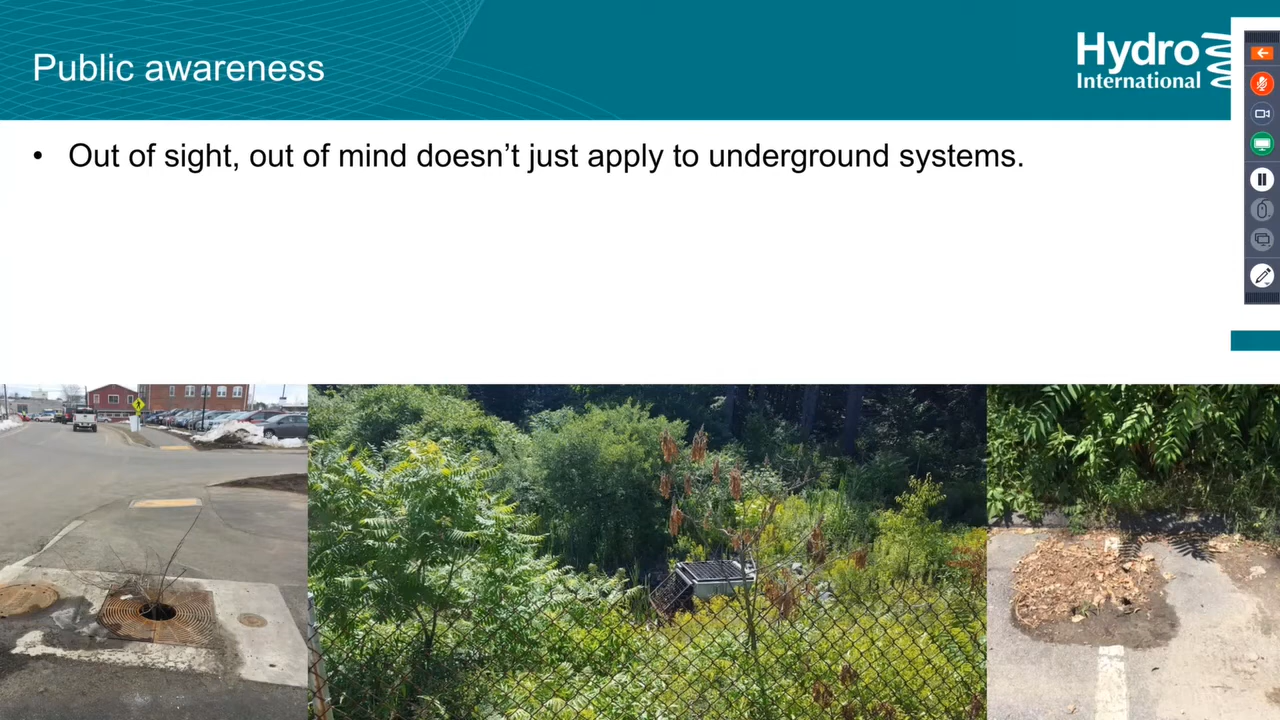 Public awareness
Hydro
International
• Out of sight, out of mind doesn’t just apply to underground systems.